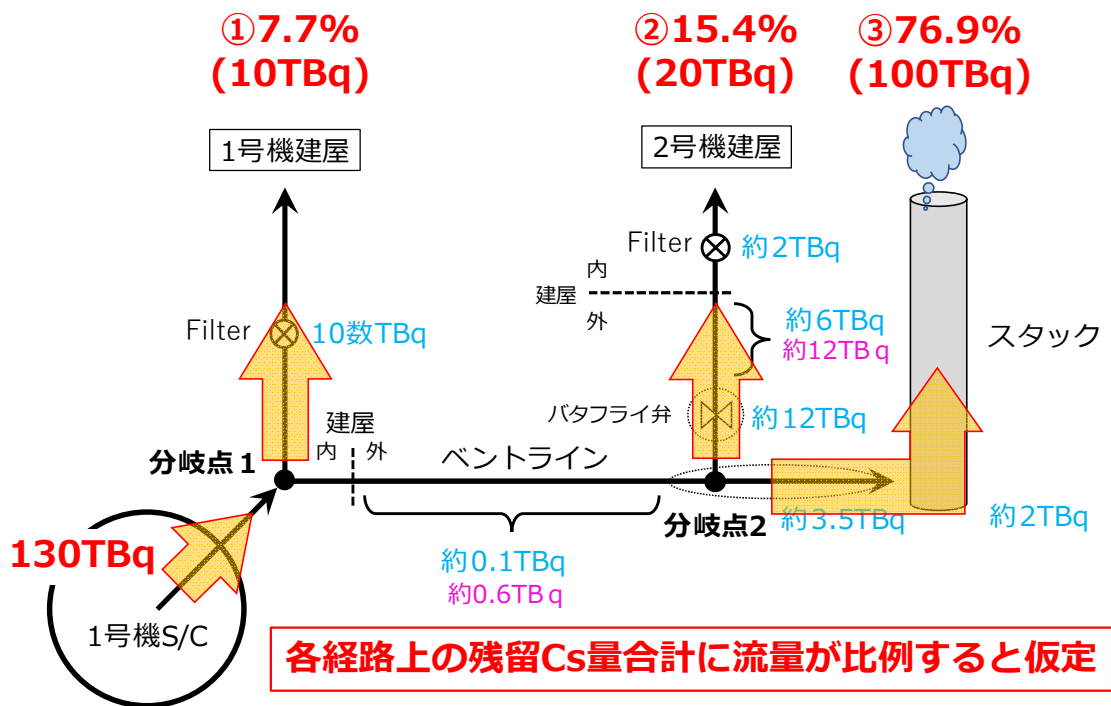 ①7.7%
(10TBq)
②15.4%
(20TBq)
③76.9%
(100TBq)
1号機建屋
2号機建屋
Filter
約2TBq
内
建屋
外
Filter
10数TBq
約6TBq
約12TBq
スタック
バタフライ弁
約12TBq
建屋
内 外
分岐点1
ベントライン
分岐点2
約3.5TBq
約2TBq
130TBq
約0.1TBq
約0.6TBq
1号機S/C
各経路上の残留Cs量合計に流量が比例すると仮定